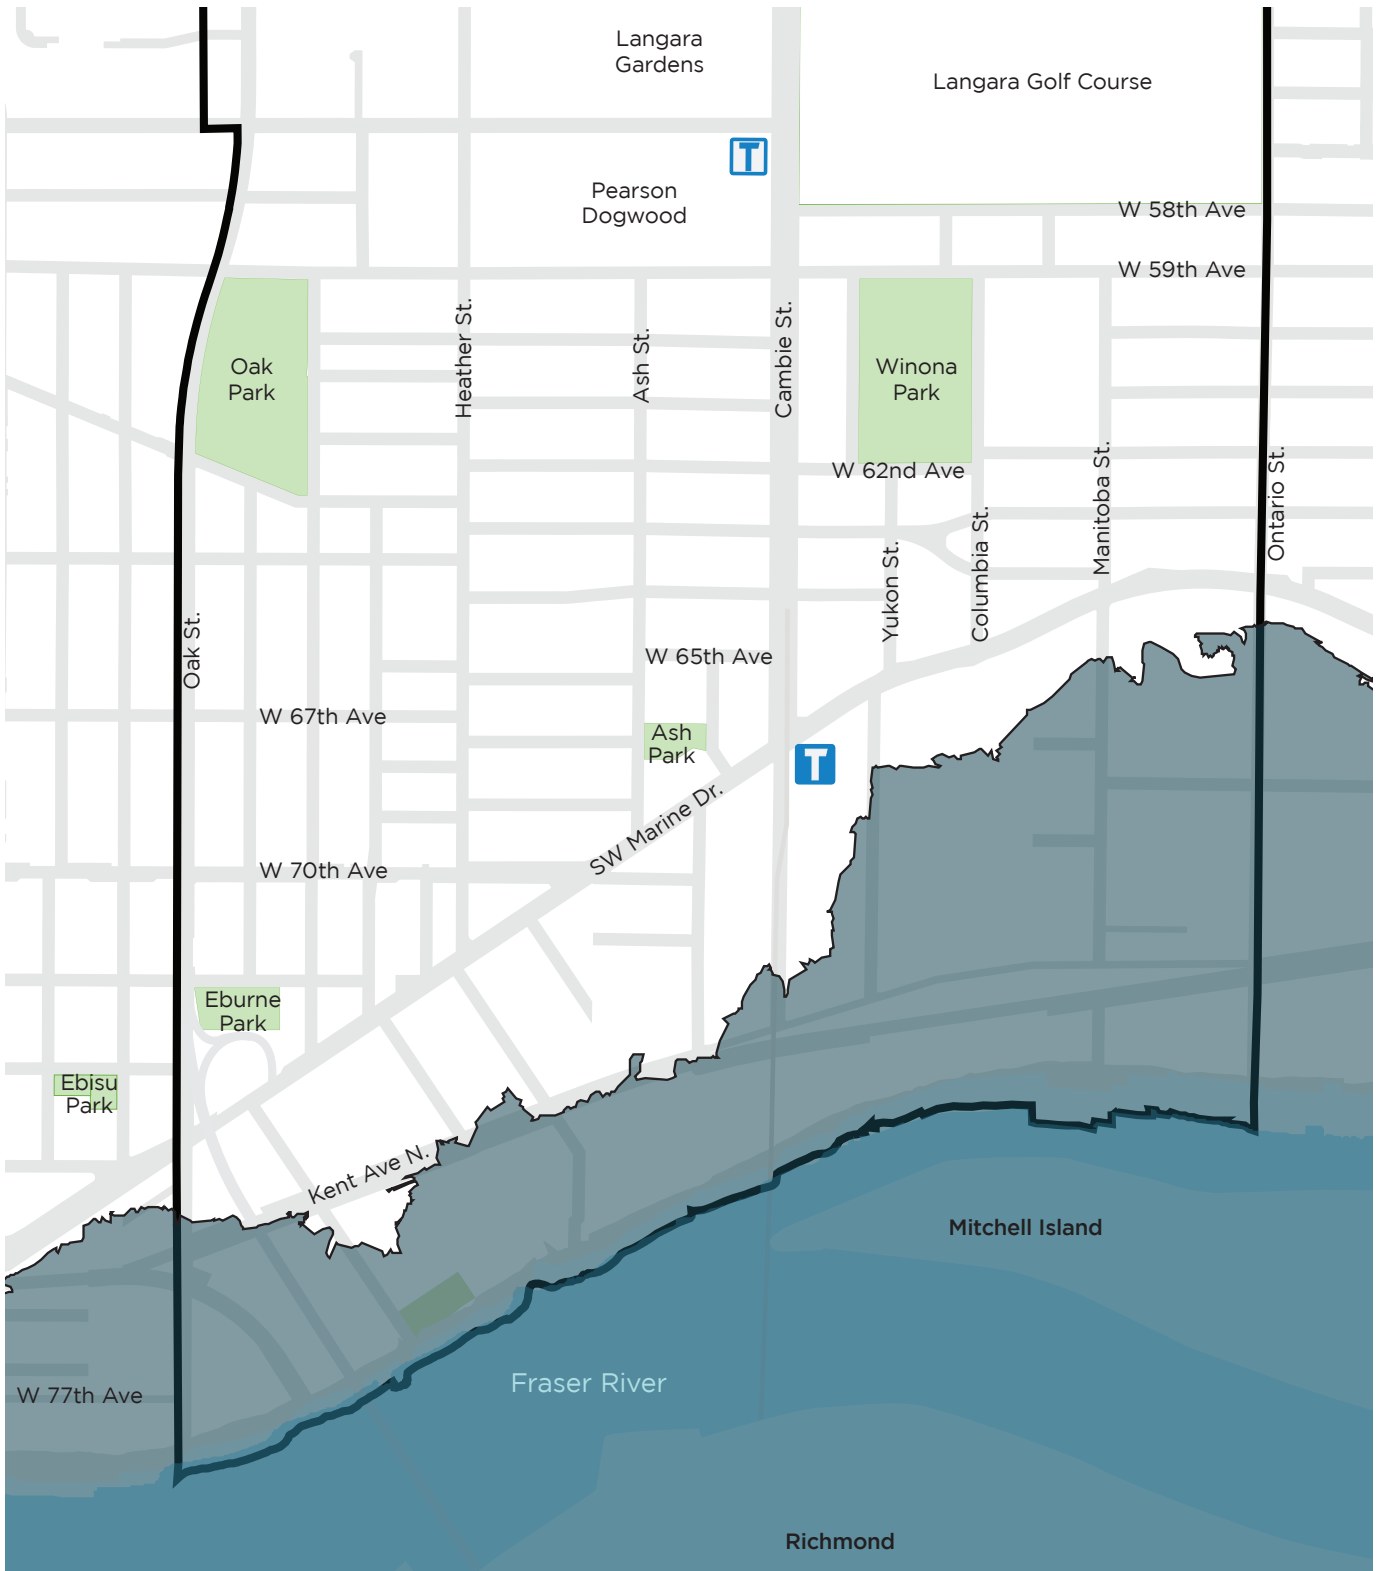 Langara
Gardens
Langara Golf Course
T
Pearson
Dogwood
W 58th Ave
W 59th Ave
Heather St.
Ash St.
Cambie St.
Oak
Park
Winona
Park
W 62nd Ave
Manitoba St.
Ontario St.
Columbia St.
Yukon St.
Oak St.
W 65th Ave
W 67th Ave
Ash
Park
T
SW Marine Dr.
W 70th Ave
Eburne
Park
Ebisu
Park
Kent Ave N.
Mitchell Island
Fraser River
W 77th Ave
Richmond